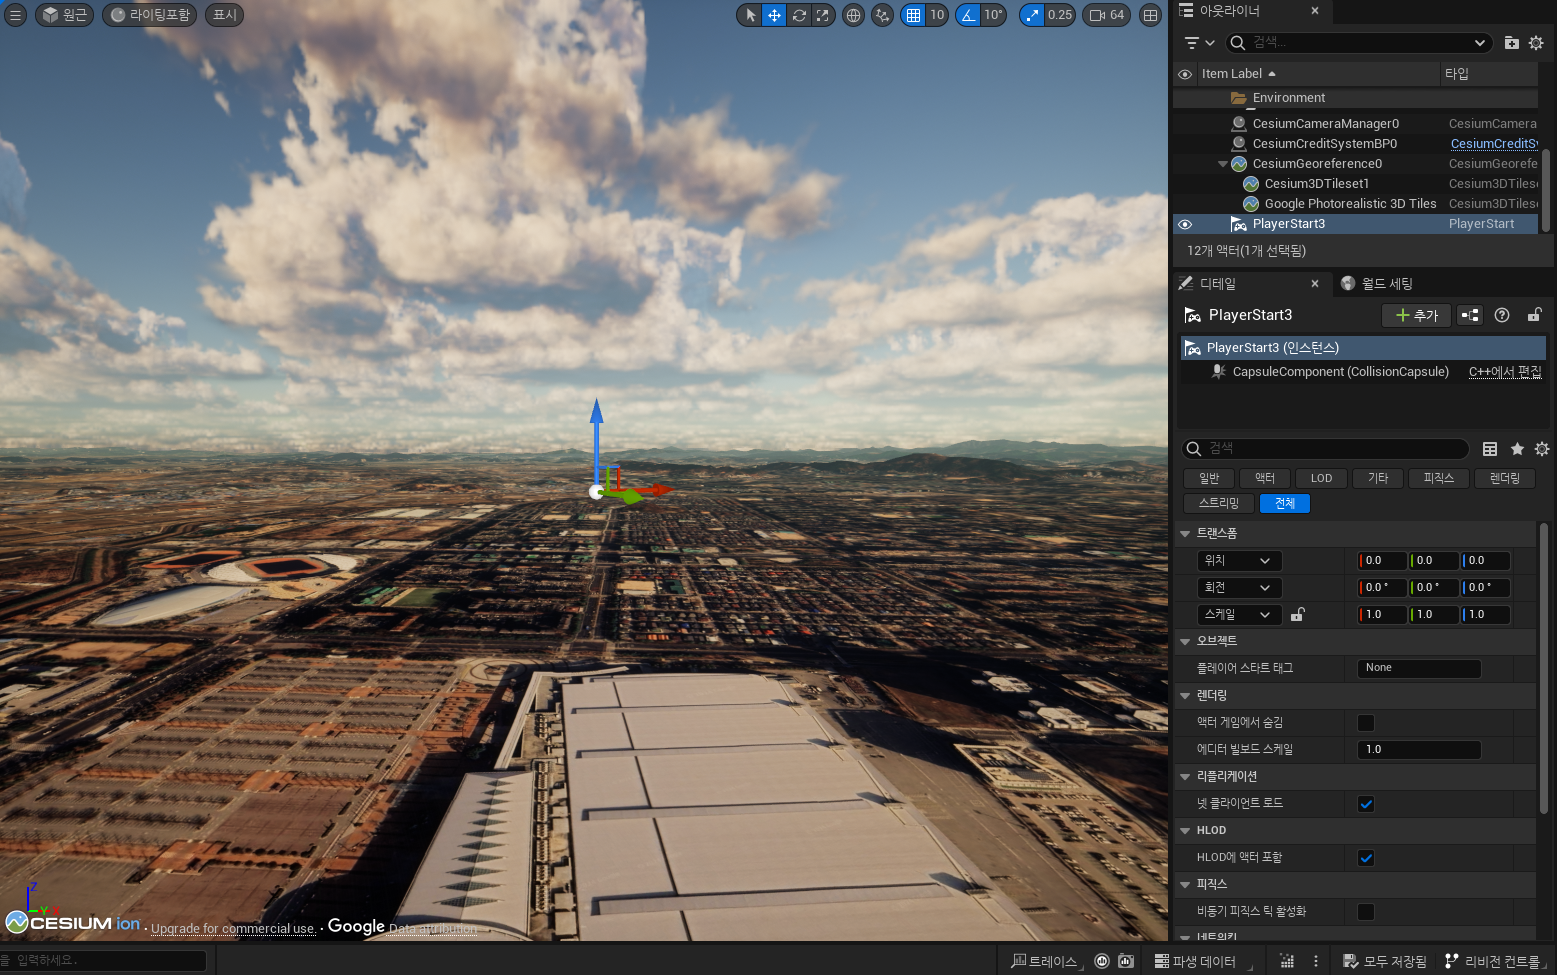 원근
라이팅포함
표시
10
10°
0.25
64
아웃라이너
검색...
Item Label
타입
Environment
CesiumCameraManager0 CesiumCamera
CesiumCreditSystemBP0 CesiumCreditSy
CesiumGeoreference0 CesiumGeorefe
Cesium3DTileset1 Cesium3DTiles
Google Photorealistic 3D Tiles Cesium3DTiles
PlayerStart3 PlayerStart
12개 액터(1개 선택됨)
디테일
월드 세팅
PlayerStart3
추가
PlayerStart3 (인스턴스)
CapsuleComponent (CollisionCapsule) C++에서 편집
검색
일반 액터 LOD 기타 피직스 렌더링
스트리밍 전체
트랜스폼
위치 0.0 0.0 0.0
회전 0.0 ° 0.0 ° 0.0 °
스케일 1.0 1.0 1.0
오브젝트
플레이어 스타트 태그 None
렌더링
액터 게임에서 숨김
에디터 빌보드 스케일 1.0
리플리케이션
넷 클라이언트 로드
HLOD
HLOD에 액터 포함
피직스
비동기 피직스 틱 활성화
네트워킹
Z
Y
X
CESIUM ion · Upgrade for commercial use. · Google Data attribution
을 입력하세요.
트레이스
파생 데이터
모두 저장됨
리비전 컨트롤